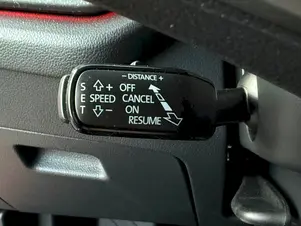 - DISTANCE +
S + OFF
E SPEED CANCEL
T - ON
RESUME